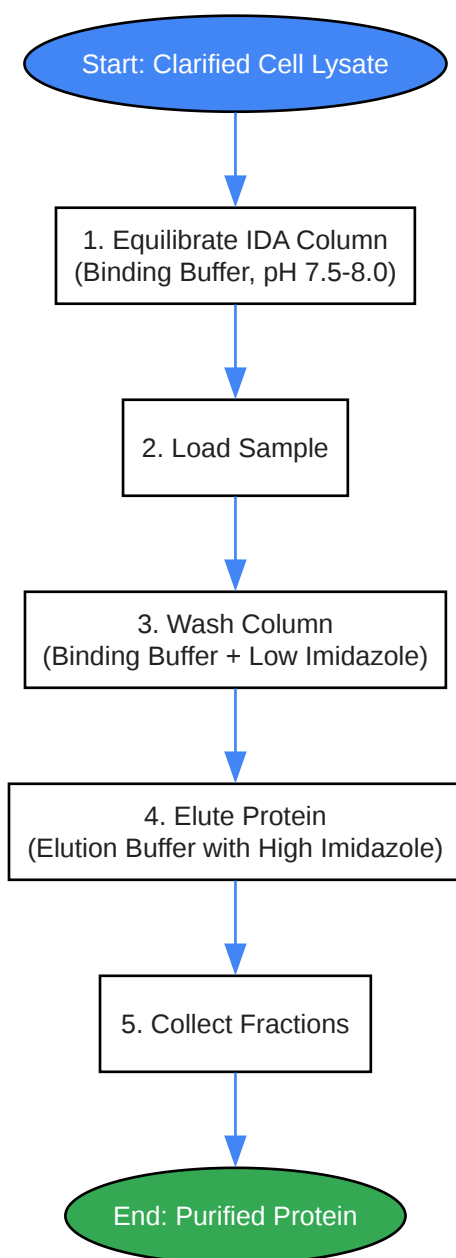 Start: Clarified Cell Lysate
1. Equilibrate IDA Column
(Binding Buffer, pH 7.5-8.0)
2. Load Sample
3. Wash Column
(Binding Buffer + Low Imidazole)
4. Elute Protein
(Elution Buffer with High Imidazole)
5. Collect Fractions
End: Purified Protein